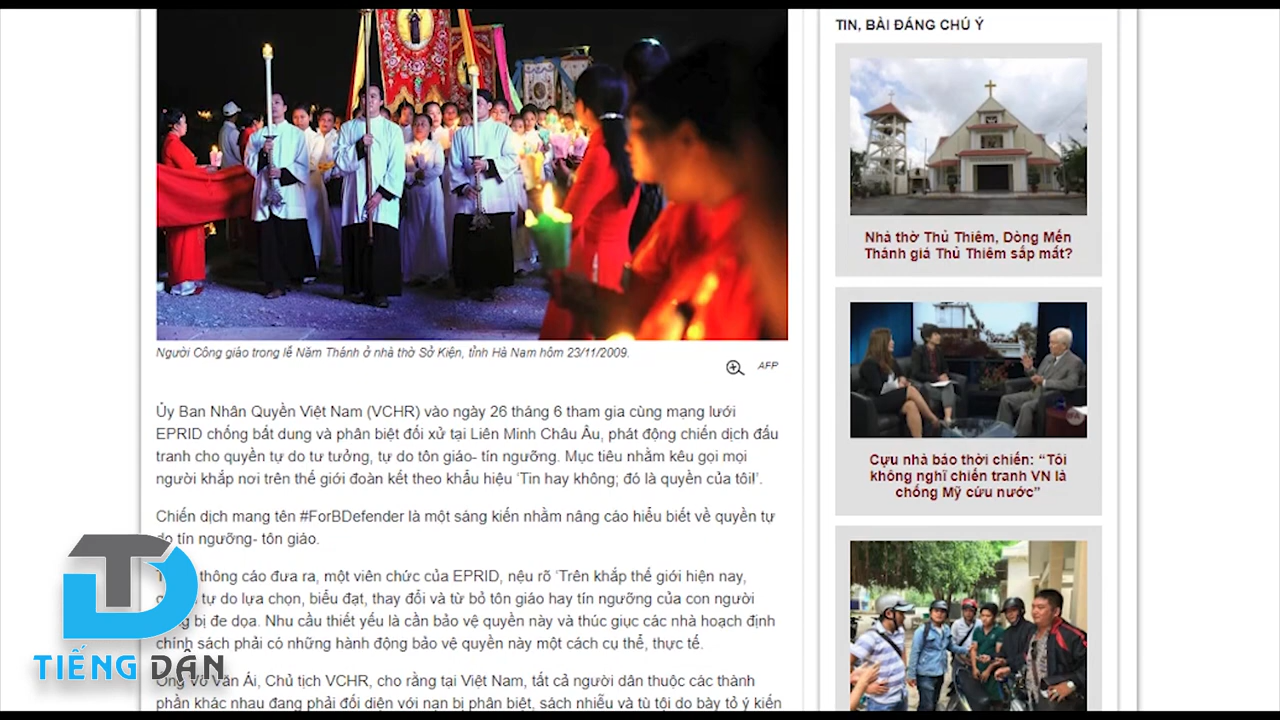 Người Công giáo trong lễ Năm Thánh ở nhà thờ Sở Kiện, tỉnh Hà Nam hôm 23/11/2009.
AFP
Ủy Ban Nhân Quyền Việt Nam (VCHR) vào ngày 26 tháng 6 tham gia cùng mạng lưới
EPRID chống bất dung và phân biệt đối xử tại Liên Minh Châu Âu, phát động chiến dịch đấu
tranh cho quyền tự do tư tưởng, tự do tôn giáo- tín ngưỡng. Mục tiêu nhằm kêu gọi mọi
người khắp nơi trên thế giới đoàn kết theo khẩu hiệu 'Tin hay không; đó là quyền của tôi!'.
Chiến dịch mang tên #ForBDefender là một sáng kiến nhằm nâng cáo hiểu biết về quyền tự
do tín ngưỡng- tôn giáo.
thông cáo đưa ra, một viên chức của EPRID, nệu rõ 'Trên khắp thế giới hiện nay,
tự do lựa chọn, biểu đạt, thay đổi và từ bỏ tôn giáo hay tín ngưỡng của con người
bị đe dọa. Nhu cầu thiết yếu là cần bảo vệ quyền này và thúc giục các nhà hoạch định
chính sách phải có những hành động bảo vệ quyền này một cách cụ thể, thực tế.
Ông Võ Văn Ái, Chủ tịch VCHR, cho rằng tại Việt Nam, tất cả người dân thuộc các thành
phần khác nhau đang phải đối diện với nạn bị phân biệt, sách nhiễu và tù tội do bày tỏ ý kiến
TIẾNG DÂN
TIN, BÀI ĐÁNG CHÚ Ý
Nhà thờ Thủ Thiêm, Dòng Mến
Thánh giá Thủ Thiêm sắp mất?
Cựu nhà báo thời chiến: “Tôi
không nghĩ chiến tranh VN là
chống Mỹ cứu nước”